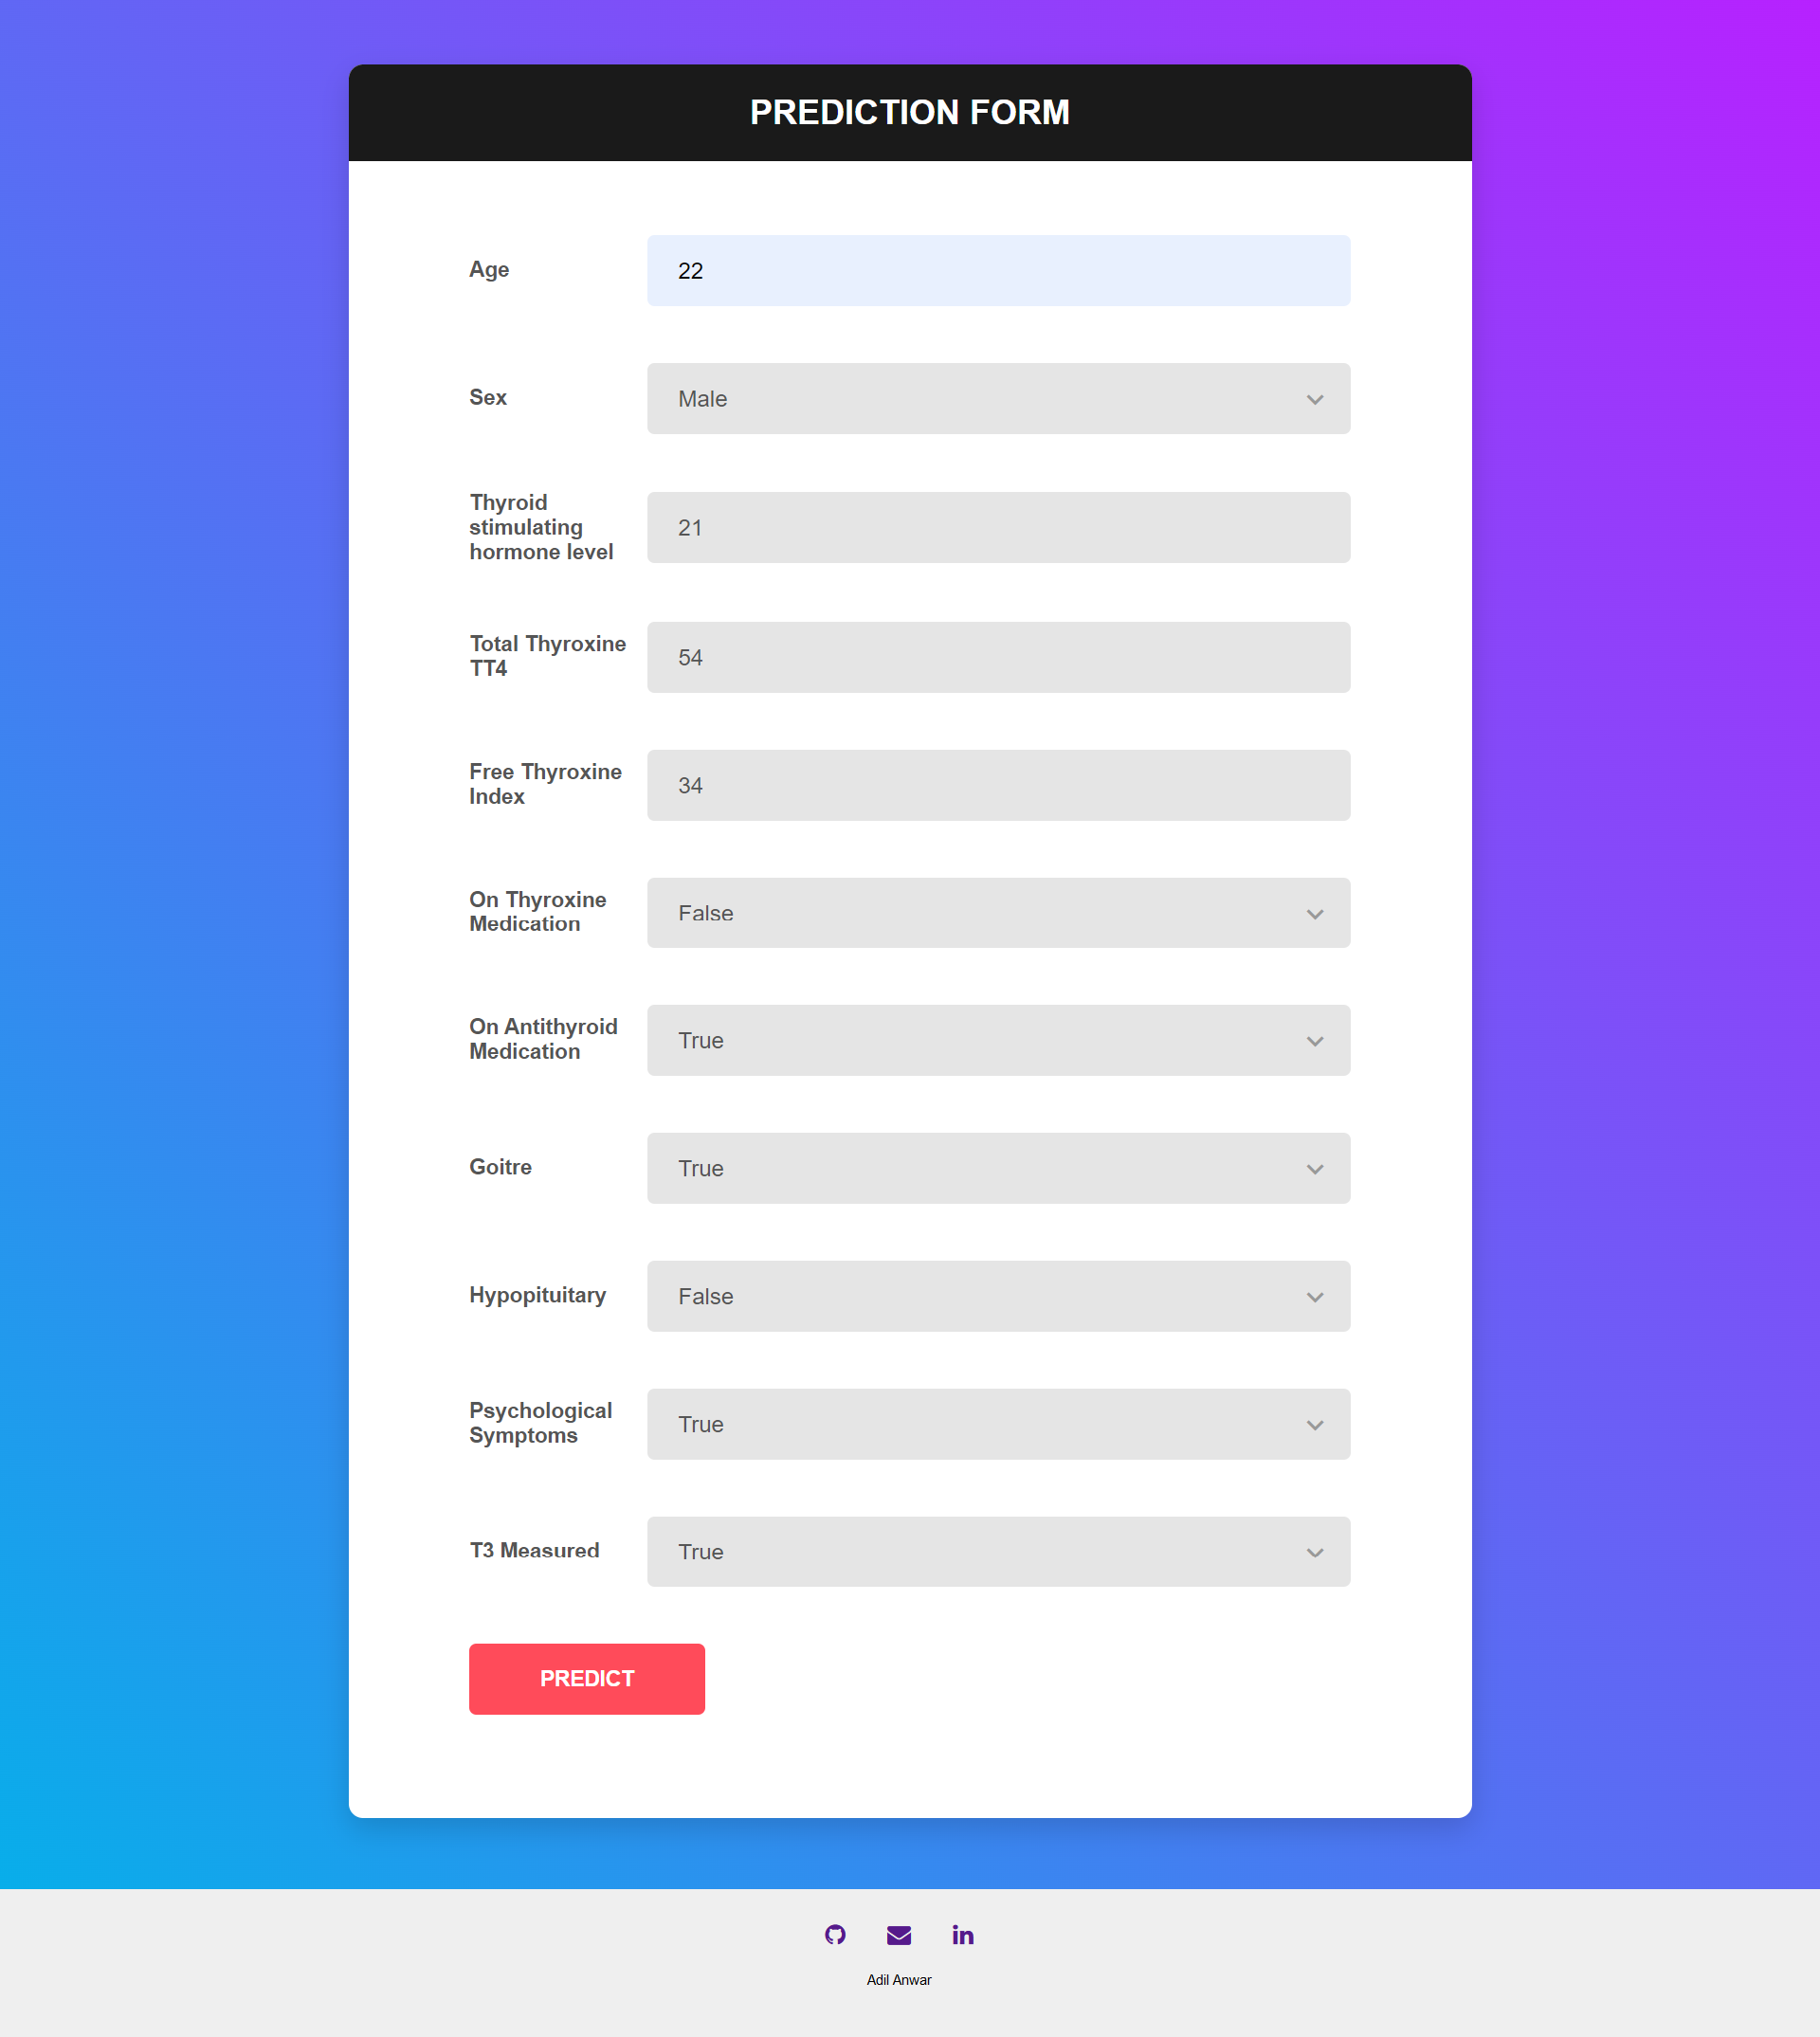 PREDICTION FORM
Age
22
Sex
Male
Thyroid
stimulating
hormone level
21
Total Thyroxine
TT4
54
Free Thyroxine
Index
34
On Thyroxine
Medication
False
On Antithyroid
Medication
True
Goitre
True
Hypopituitary
False
Psychological
Symptoms
True
T3 Measured
True
PREDICT
Adil Anwar